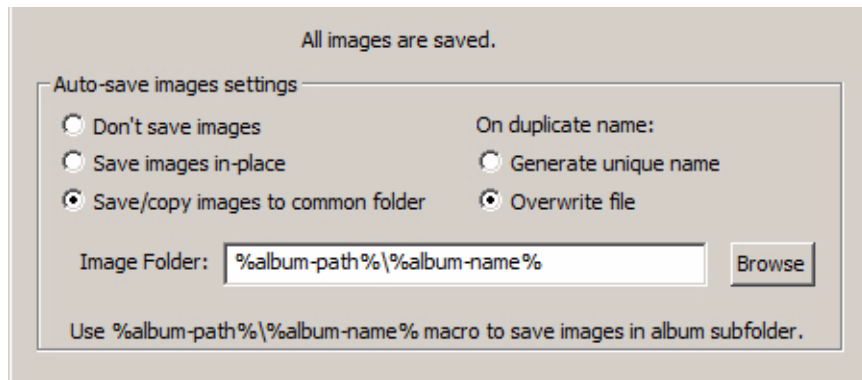 All images are saved.
Auto-save images settings
Don't save images
On duplicate name:
Save images in-place
Generate unique name
Save/copy images to common folder
Overwrite file
Image Folder:
%album-path%\%album-name%
Browse
Use %album-path%\%album-name% macro to save images in album subfolder.